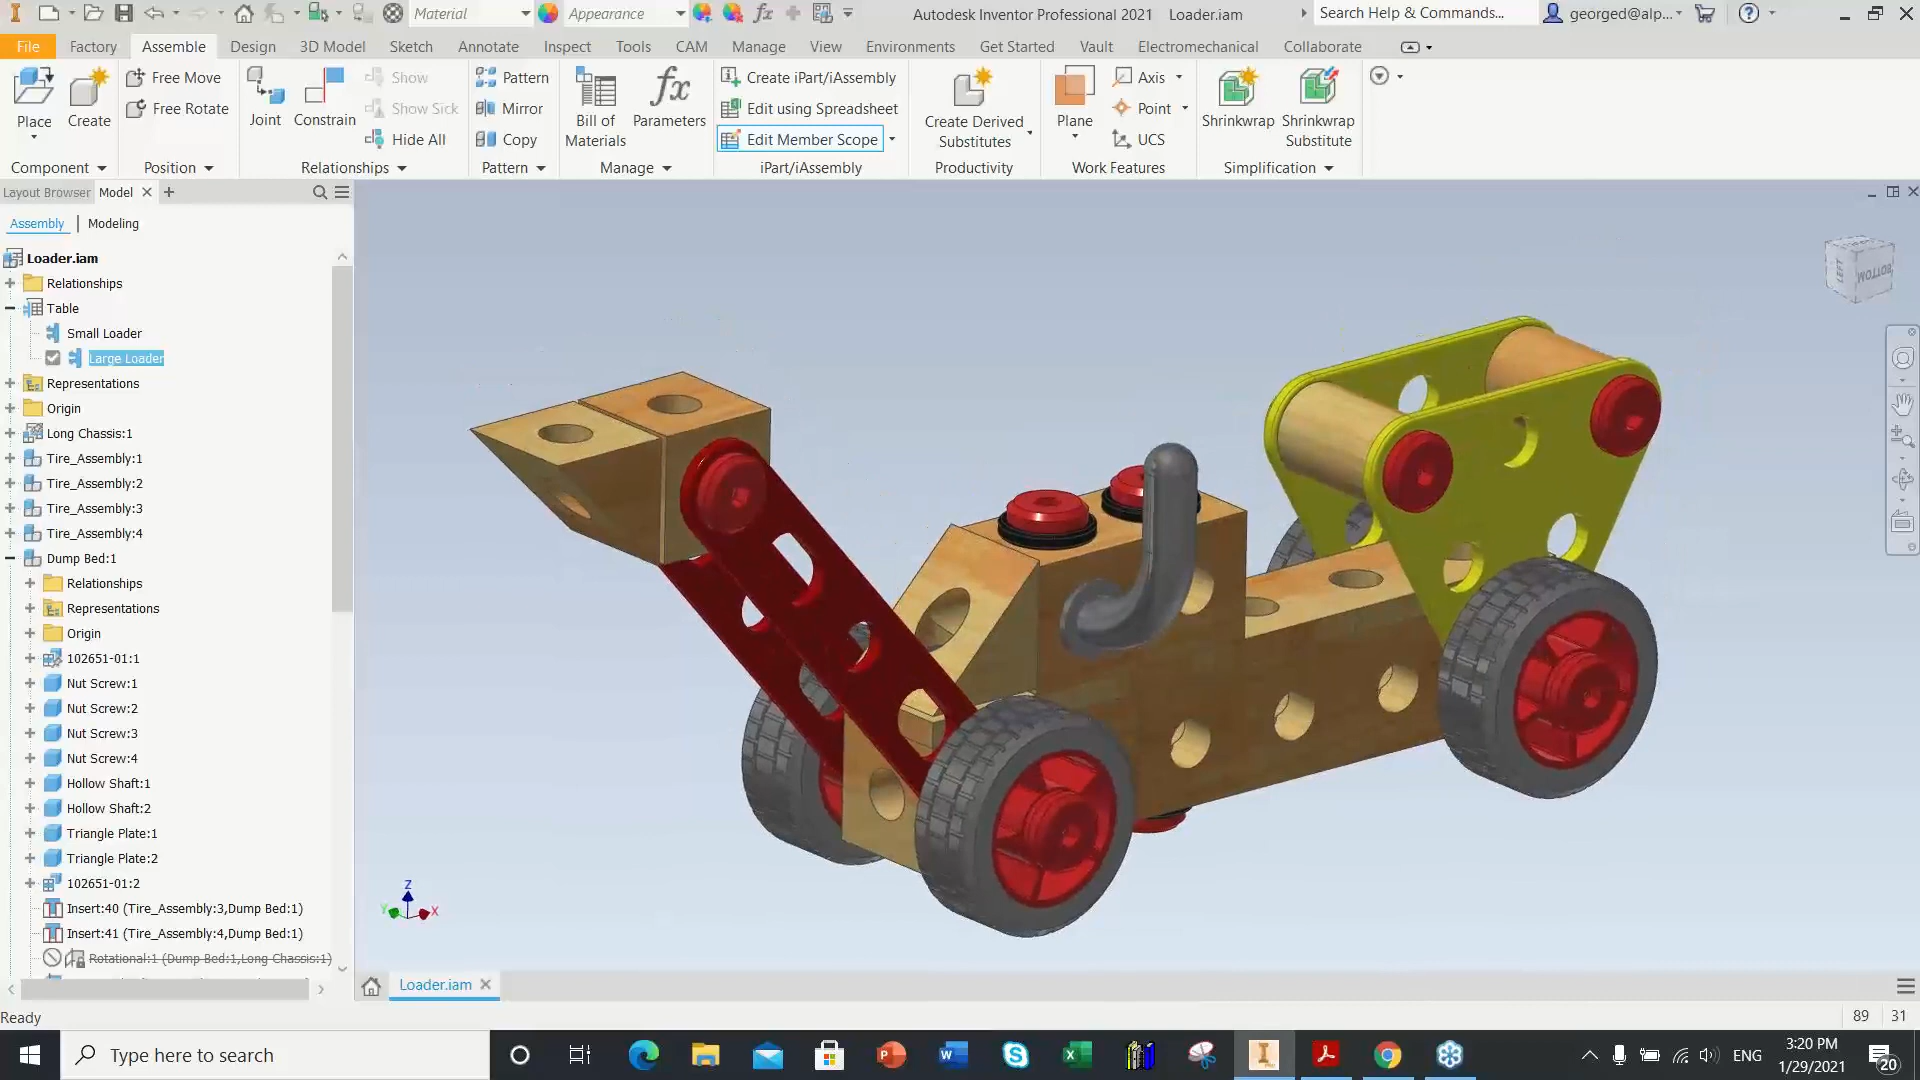 Material
Appearance
Autodesk Inventor Professional 2021 Loader.iam
Search Help & Commands...
georged@alp...
File Factory Assemble Design 3D Model Sketch Annotate Inspect Tools CAM Manage View Environments Get Started Vault Electromechanical Collaborate
Place
Create
Free Move
Free Rotate
Joint
Constrain
Show
Show Sick
Hide All
Pattern
Mirror
Copy
Bill of
Materials
fx
Parameters
Create iPart/iAssembly
Edit using Spreadsheet
Edit Member Scope
Create Derived
Substitutes
Plane
Axis
Point
UCS
Shrinkwrap
Shrinkwrap
Substitute
Component Position Relationships Pattern Manage iPart/iAssembly Productivity Work Features Simplification
Layout Browser Model
Assembly Modeling
Loader.iam
Relationships
Table
Small Loader
Large Loader
Representations
Origin
Long Chassis:1
Tire_Assembly:1
Tire_Assembly:2
Tire_Assembly:3
Tire_Assembly:4
Dump Bed:1
Relationships
Representations
Origin
102651-01:1
Nut Screw:1
Nut Screw:2
Nut Screw:3
Nut Screw:4
Hollow Shaft:1
Hollow Shaft:2
Triangle Plate:1
Triangle Plate:2
102651-01:2
Insert:40 (Tire_Assembly:3,Dump Bed:1)
Insert:41 (Tire_Assembly:4,Dump Bed:1)
Rotational:1 (Dump Bed:1,Long Chassis:1)
LEFT
BOTTOM
Z
Y
X
Loader.iam
Ready
89 31
Type here to search
ENG
3:20 PM
1/29/2021
20